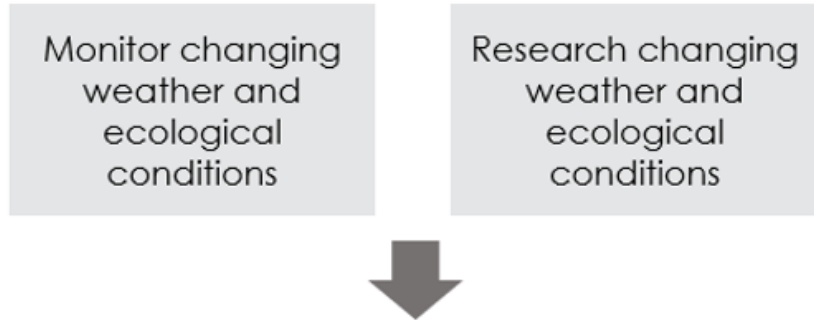 Monitor changing
weather and
ecological
conditions
Research changing
weather and
ecological
conditions